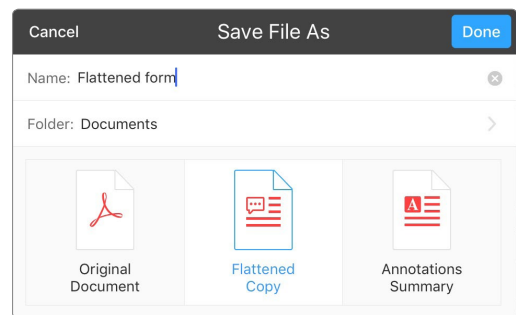 Cancel Save File As Done
Name: Flattened form
Folder: Documents
A
Original Document
Flattened Copy
Annotations Summary